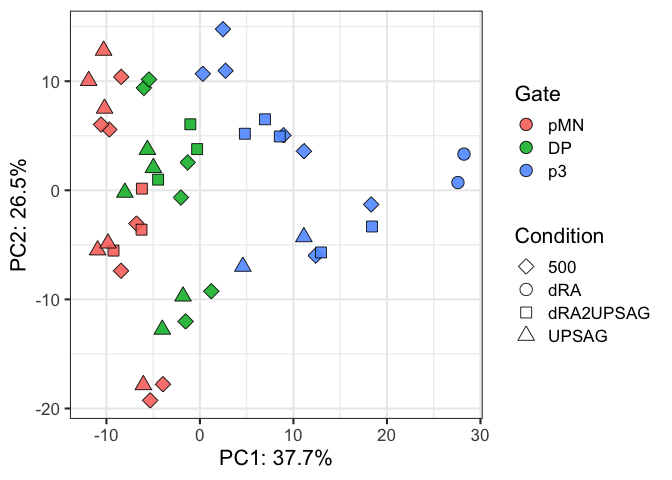 10
0
-10
-20
PC2: 26.5%
-10
0
10
20
30
PC1: 37.7%
Gate
pMN
DP
p3
Condition
500
dRA
dRA2UPSAG
UPSAG